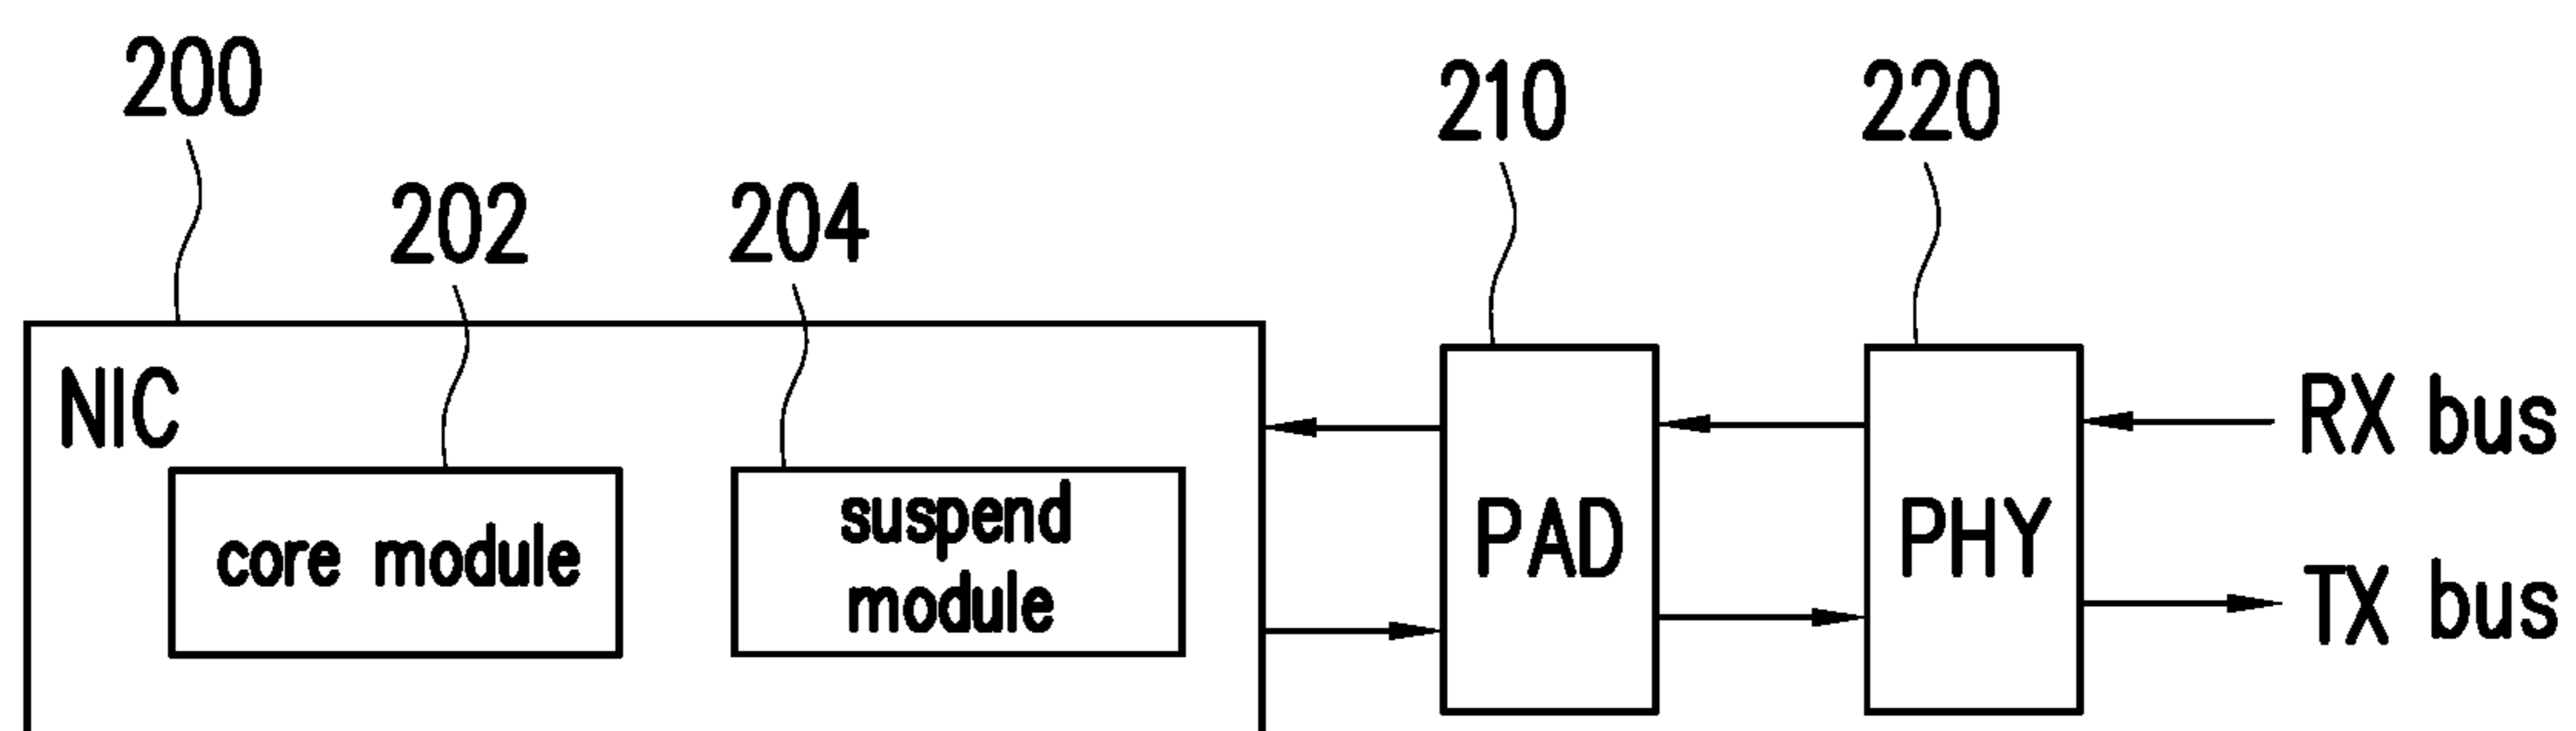 200
210
220
202
204
NIC
RX bus
core module
suspend
module
PAD
PHY
TX bus